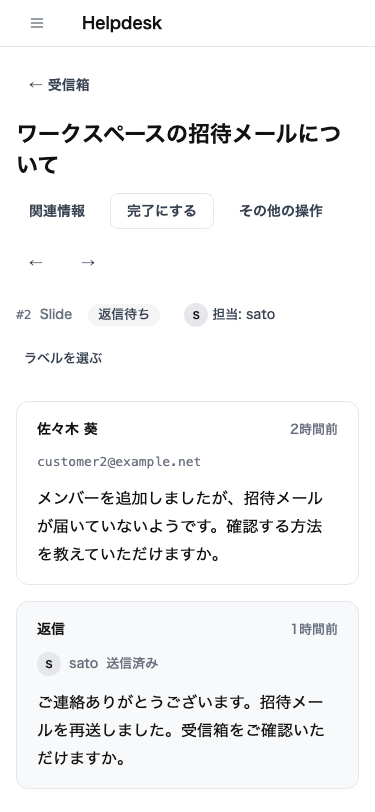 Helpdesk
← 受信箱
ワークスペースの招待メールにつ
いて
関連情報 完了にする その他の操作
← →
#2 Slide 返信待ち S 担当: sato
ラベルを選ぶ
佐々木 葵 2時間前
customer2@example.net
メンバーを追加しましたが、招待メール
が届いていないようです。確認する方法
を教えていただけますか。
返信 1時間前
S sato 送信済み
ご連絡ありがとうございます。招待メー
ルを再送しました。受信箱をご確認いた
だけますか。